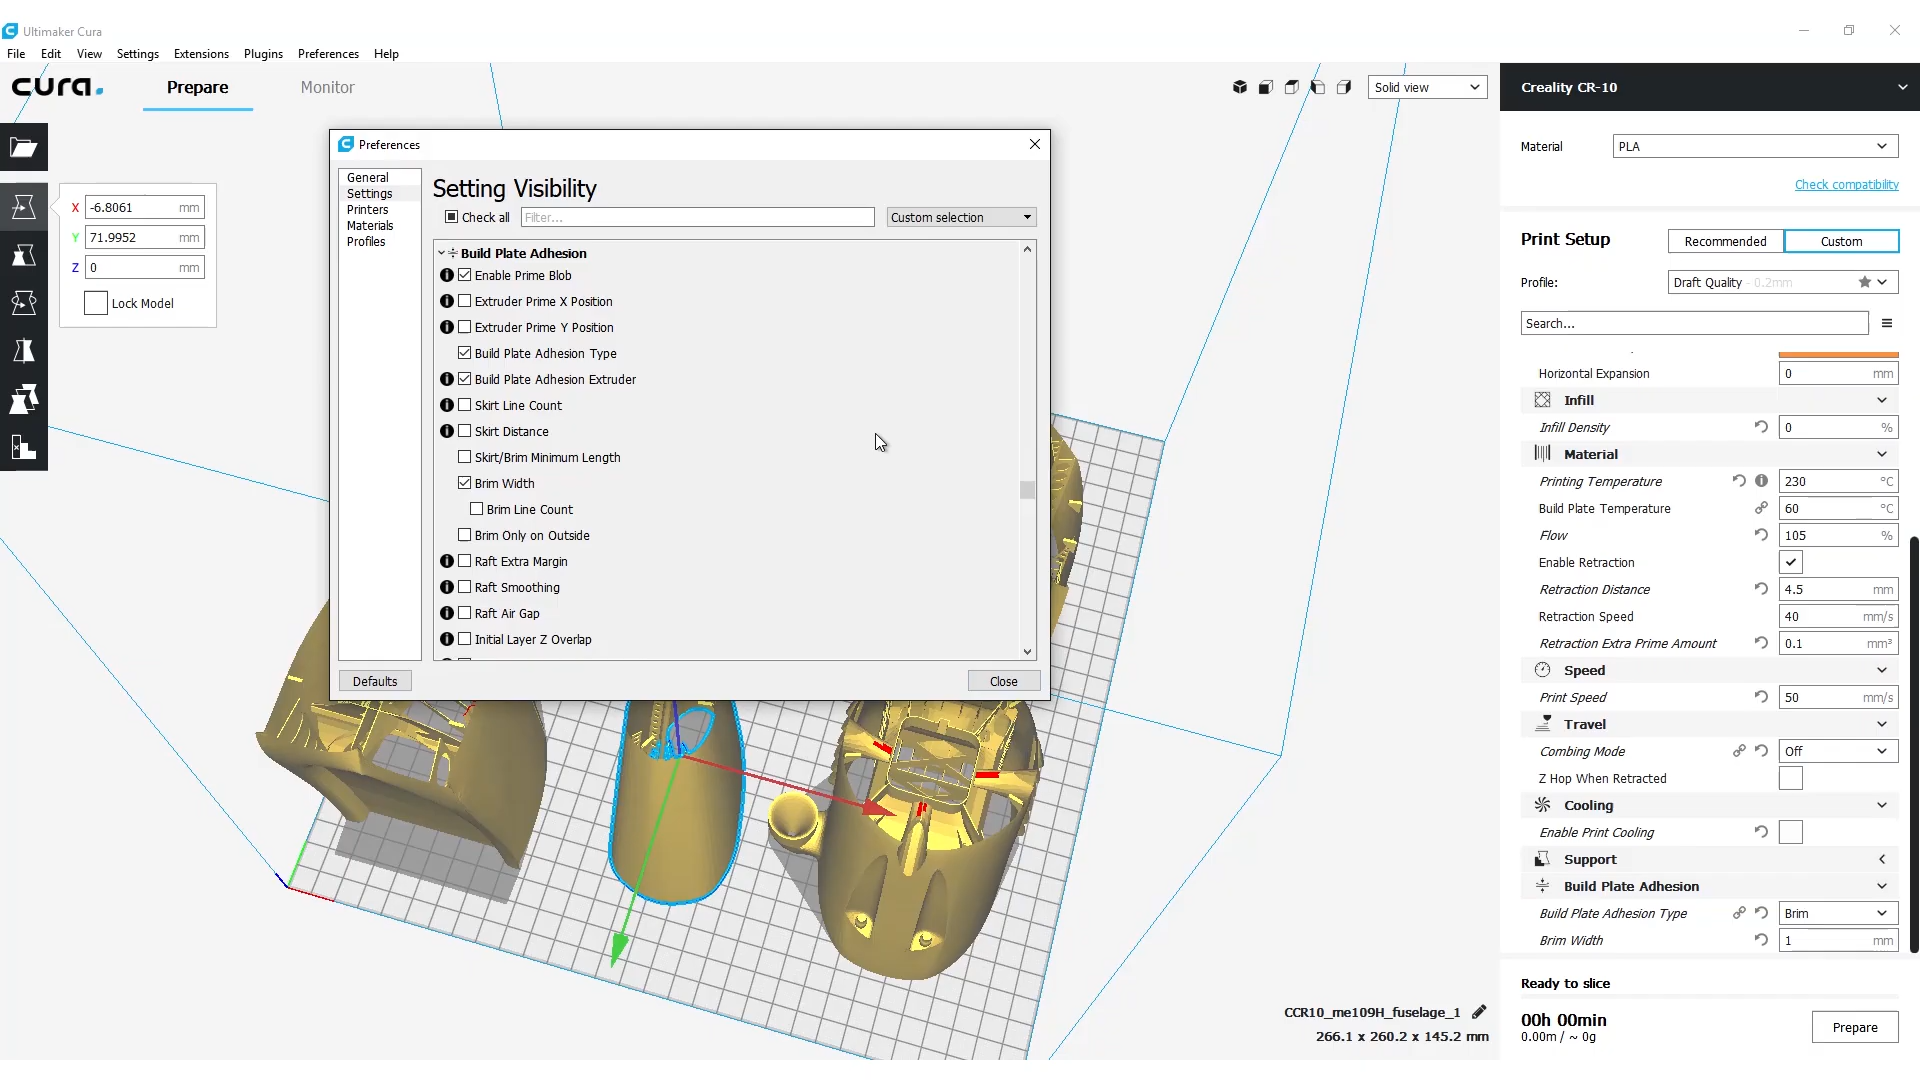 Ultimaker Cura
File Edit View Settings Extensions Plugins Preferences Help
cura.
Prepare
Monitor
Solid view
Creality CR-10
Material
PLA
Check compatibility
Print Setup
Recommended
Custom
Profile:
Draft Quality - 0.2mm
Search...
Horizontal Expansion 0 mm
Infill
Infill Density 0 %
Material
Printing Temperature 230 °C
Build Plate Temperature 60 °C
Flow 105 %
Enable Retraction
Retraction Distance 4.5 mm
Retraction Speed 40 mm/s
Retraction Extra Prime Amount 0.1 mm³
Speed
Print Speed 50 mm/s
Travel
Combing Mode Off
Z Hop When Retracted
Cooling
Enable Print Cooling
Support
Build Plate Adhesion
Build Plate Adhesion Type Brim
Brim Width 1 mm
Ready to slice
00h 00min
0.00m / ~ 0g
Prepare
X -6.8061 mm
Y 71.9952 mm
Z 0 mm
Lock Model
Preferences
General
Settings
Printers
Materials
Profiles
Setting Visibility
Check all
Filter...
Custom selection
Build Plate Adhesion
Enable Prime Blob
Extruder Prime X Position
Extruder Prime Y Position
Build Plate Adhesion Type
Build Plate Adhesion Extruder
Skirt Line Count
Skirt Distance
Skirt/Brim Minimum Length
Brim Width
Brim Line Count
Brim Only on Outside
Raft Extra Margin
Raft Smoothing
Raft Air Gap
Initial Layer Z Overlap
Defaults
Close
CCR10_me109H_fuselage_1
266.1 x 260.2 x 145.2 mm